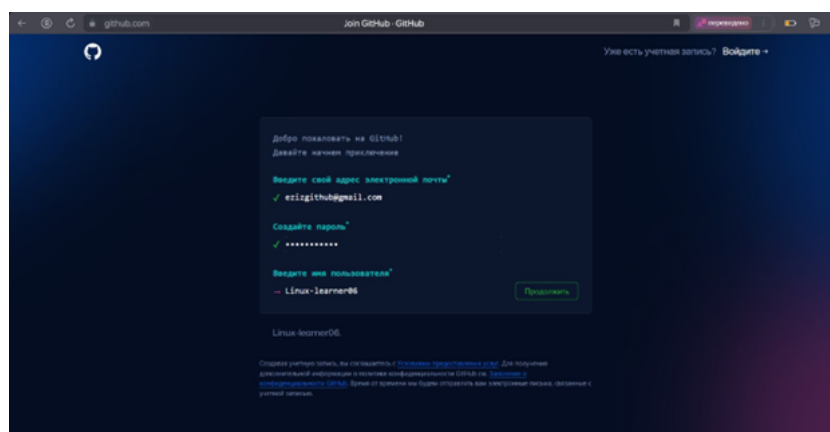 github.com
Join GitHub · GitHub
переведено
Уже есть учетная запись? Войдите →
Добро пожаловать на GitHub!
Давайте начнем приключение
Введите свой адрес электронной почты*
✓ ezizgithub@gmail.com
Создайте пароль*
✓ •••••••••••
Введите имя пользователя*
→ Linux-learner06
Продолжить
Linux-learner06.
Создавая учетную запись, вы соглашаетесь с Условиями предоставления услуг. Для получения
дополнительной информации о политике конфиденциальности GitHub см. Заявление о
конфиденциальности GitHub. Время от времени мы будем отправлять вам электронные письма, связанные с
учетной записью.